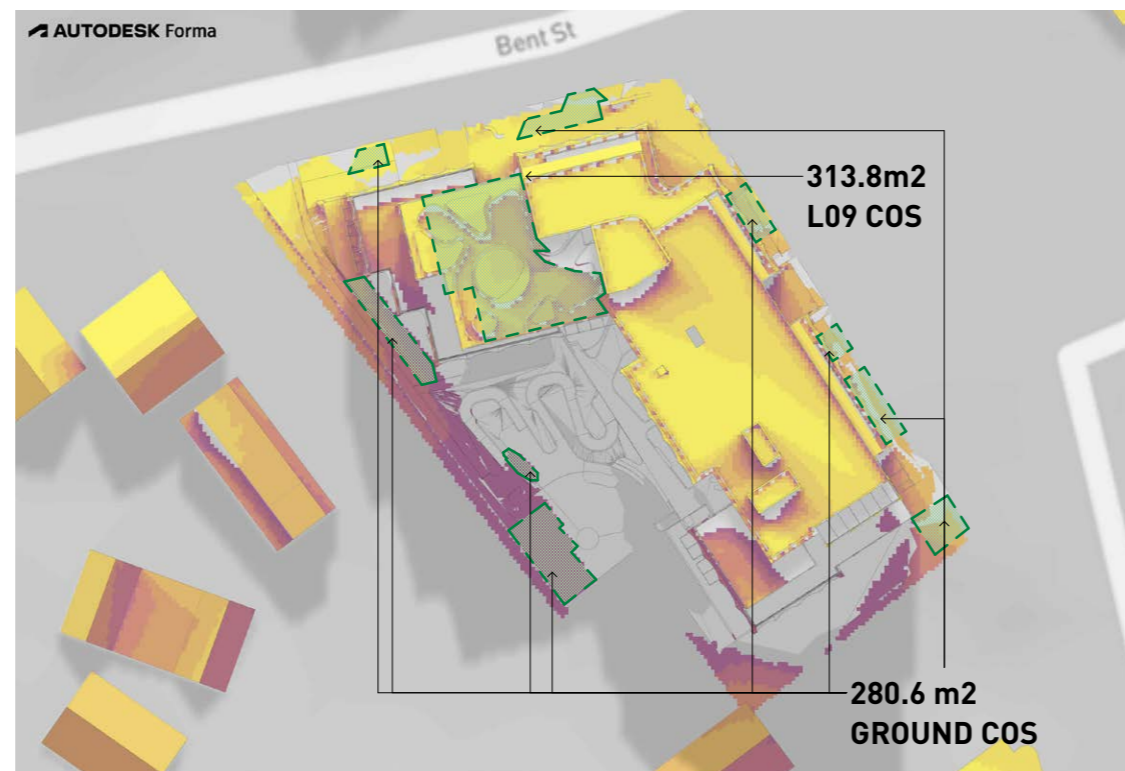 AUTODESK Forma
Bent St
313.8m2
L09 COS
280.6 m2
GROUND COS